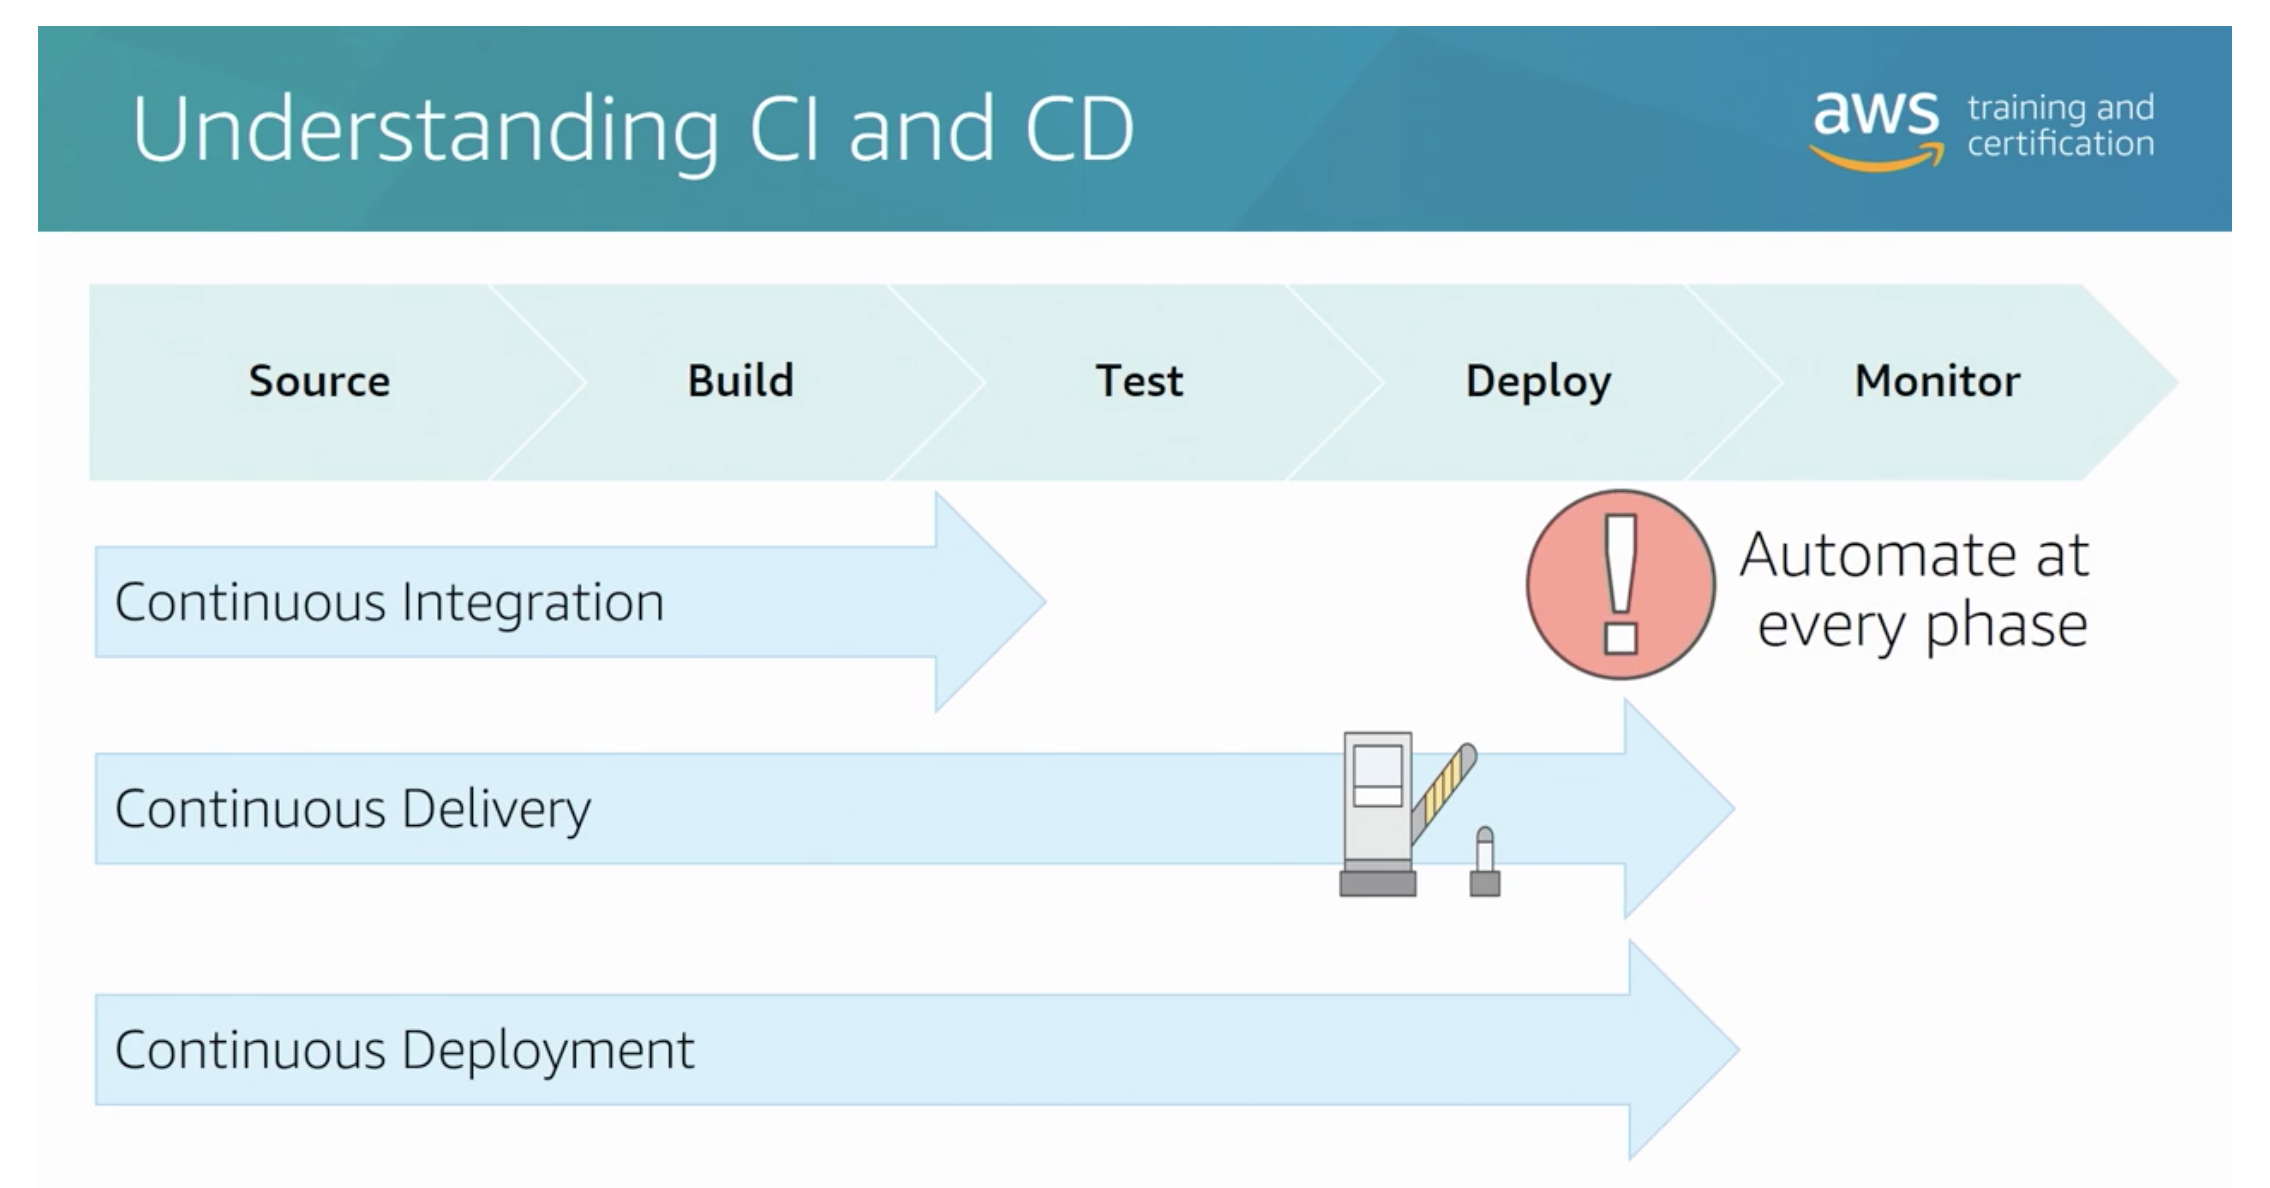 Understanding CI and CD
aws training and
certification
Source
Build
Test
Deploy
Monitor
Continuous Integration
Automate at
every phase
Continuous Delivery
Continuous Deployment